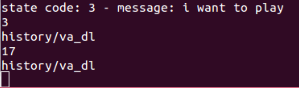 state code: 3 - message: i want to play
3
history/va_dl
17
history/va_dl